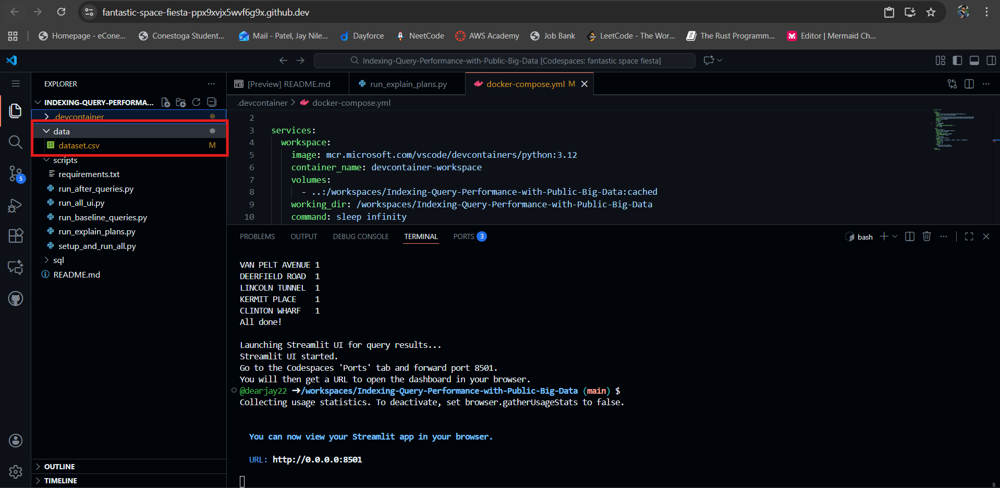 fantastic-space-fiesta-ppx9xvjx5wvf6g9x.github.dev
Homepage - eCone...
Conestoga Student...
Mail - Patel, Jay Nile...
Dayforce
NeetCode
AWS Academy
Job Bank
LeetCode - The Wor...
The Rust Programm...
Editor | Mermaid Ch...
Indexing-Query-Performance-with-Public-Big-Data [Codespaces: fantastic space fiesta]
EXPLORER
INDEXING-QUERY-PERFORMA...
.devcontainer
data
dataset.csv M
scripts
requirements.txt
run_after_queries.py
run_all_ui.py
run_baseline_queries.py
run_explain_plans.py
setup_and_run_all.py
sql
README.md
5
OUTLINE
TIMELINE
[Preview] README.md
run_explain_plans.py
docker-compose.yml M
.devcontainer > docker-compose.yml
2
3 services:
4 workspace:
5 image: mcr.microsoft.com/vscode/devcontainers/python:3.12
6 container_name: devcontainer-workspace
7 volumes:
8 - ..:/workspaces/Indexing-Query-Performance-with-Public-Big-Data:cached
9 working_dir: /workspaces/Indexing-Query-Performance-with-Public-Big-Data
10 command: sleep infinity
PROBLEMS OUTPUT DEBUG CONSOLE TERMINAL PORTS 3
bash
VAN PELT AVENUE 1
DEERFIELD ROAD 1
LINCOLN TUNNEL 1
KERMIT PLACE 1
CLINTON WHARF 1
All done!
Launching Streamlit UI for query results...
Streamlit UI started.
Go to the Codespaces 'Ports' tab and forward port 8501.
You will then get a URL to open the dashboard in your browser.
@dearjay22 ➜/workspaces/Indexing-Query-Performance-with-Public-Big-Data (main) $
Collecting usage statistics. To deactivate, set browser.gatherUsageStats to false.
You can now view your Streamlit app in your browser.
URL: http://0.0.0.0:8501